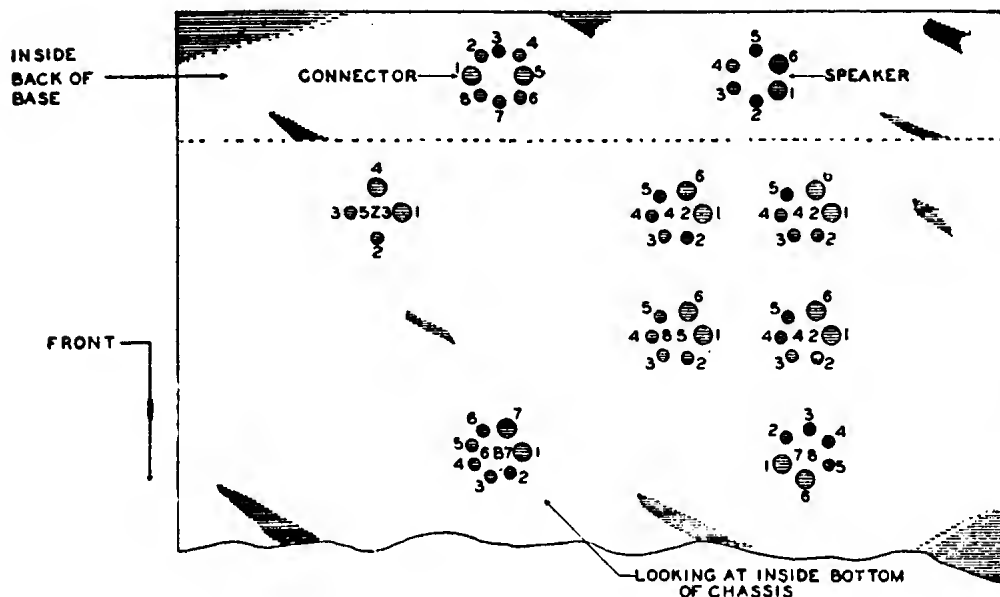 INSIDE
BACK OF
BASE
CONNECTOR
1
2
3
4
5
6
7
8
SPEAKER
1
2
3
4
5
6
4
3 5Z3 1
2
5 6
4 42 1
3 2
5 6
4 42 1
3 2
FRONT
5 6
4 85 1
3 2
5 6
4 42 1
3 2
6 7
5 6B7 1
4
3 2
3
2 4
1 78 5
6
LOOKING AT INSIDE BOTTOM
OF CHASSIS